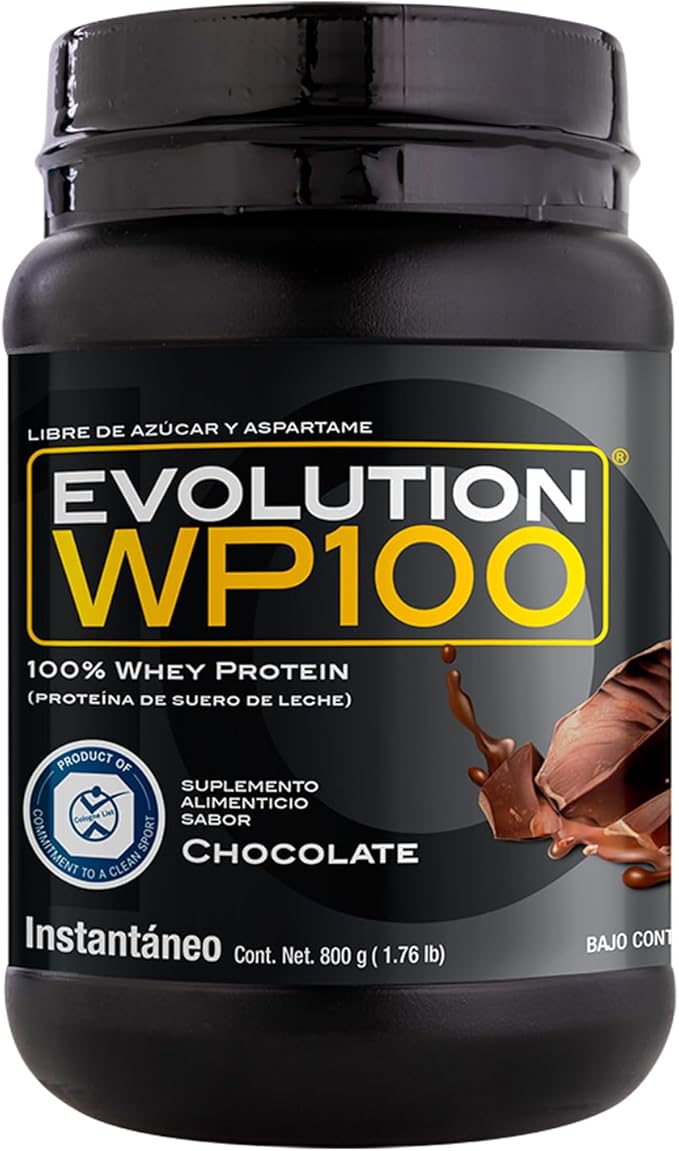 LIBRE DE AZÚCAR Y ASPARTAME
EVOLUTION®
WP100
100% WHEY PROTEIN
(PROTEÍNA DE SUERO DE LECHE)
PRODUCT OF
Cologne List
COMMITMENT TO A CLEAN SPORT
SUPLEMENTO
ALIMENTICIO
SABOR
CHOCOLATE
Instantáneo Cont. Net. 800 g ( 1.76 lb)
BAJO CONT